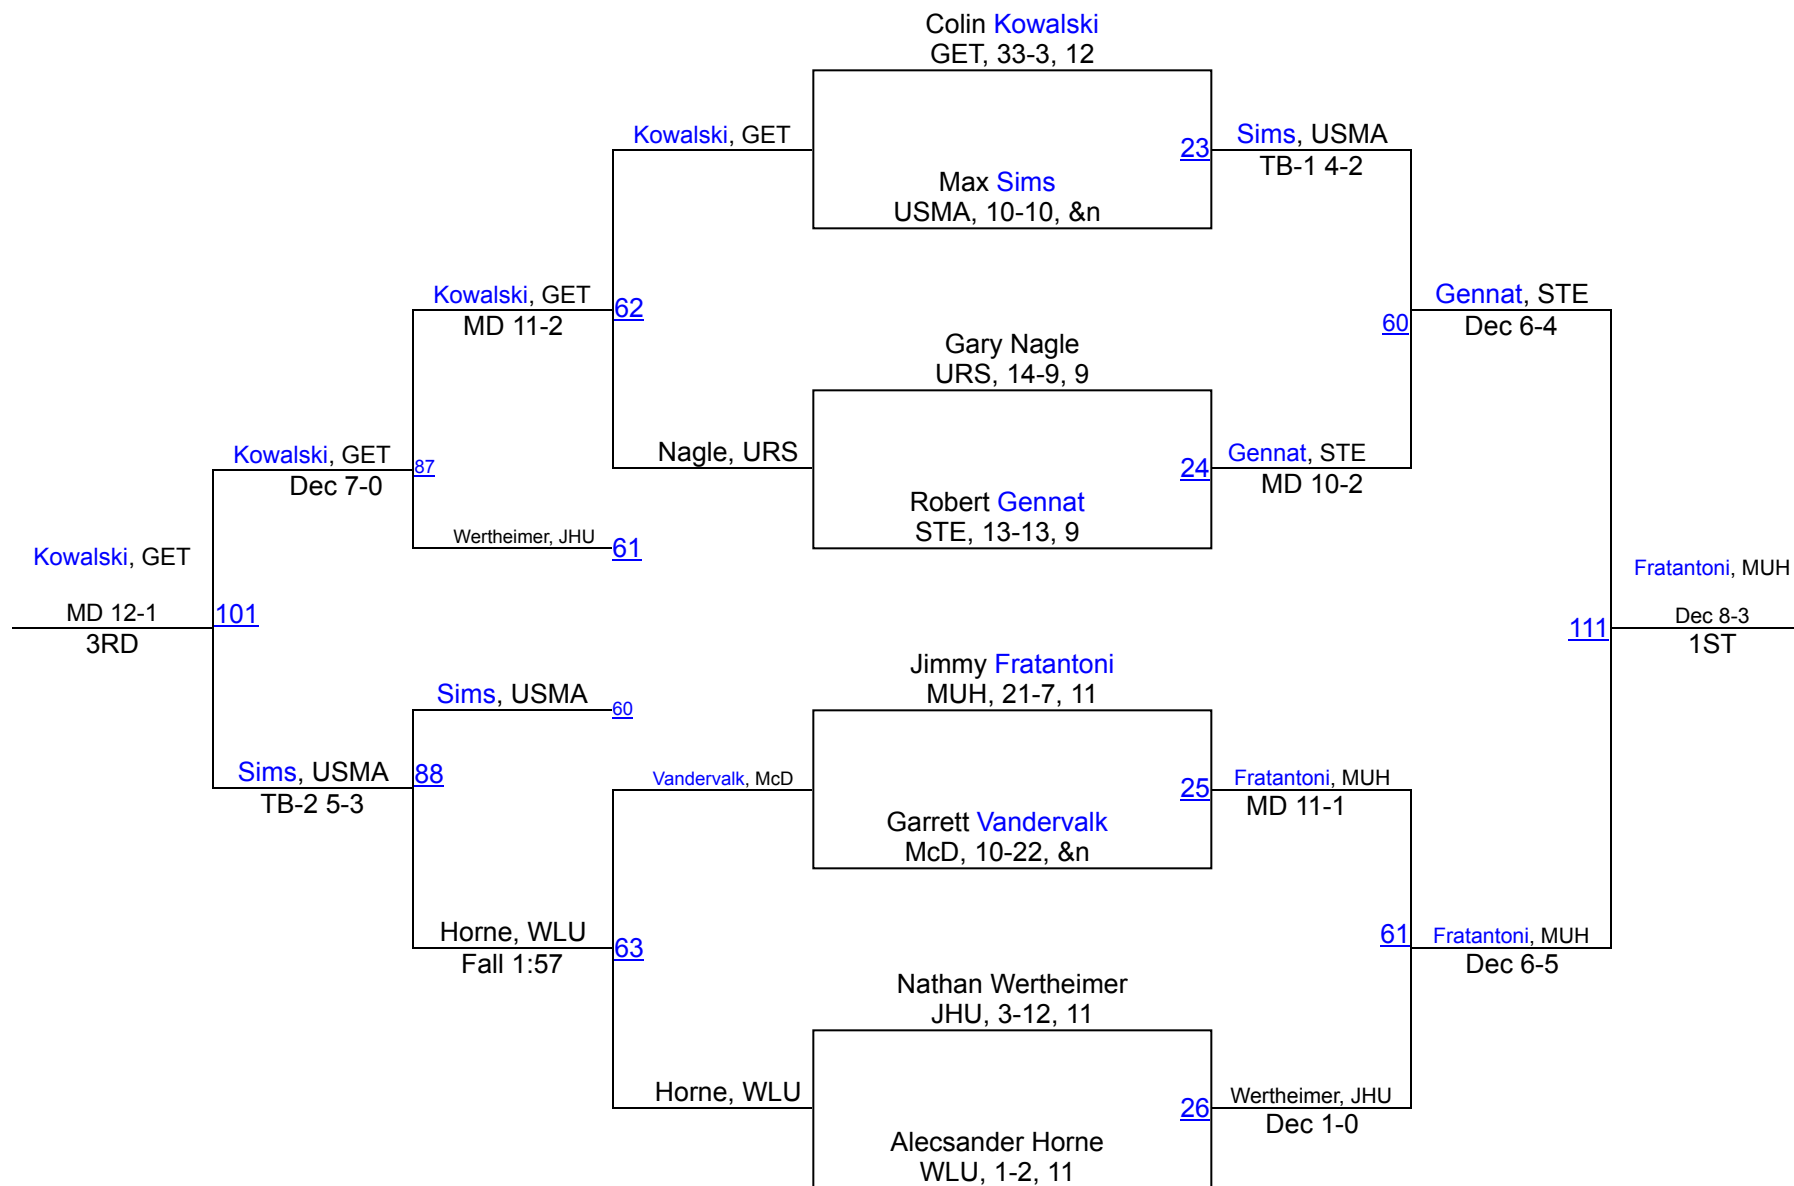 Colin Kowalski
GET, 33-3, 12
Kowalski, GET
23
Sims, USMA
TB-1 4-2
Max Sims
USMA, 10-10, &n
Kowalski, GET
MD 11-2
62
Gennat, STE
Dec 6-4
60
Gary Nagle
URS, 14-9, 9
Kowalski, GET
Dec 7-0
87
Nagle, URS
24
Gennat, STE
MD 10-2
Robert Gennat
STE, 13-13, 9
Wertheimer, JHU
61
Kowalski, GET
MD 12-1
3RD
101
Fratantoni, MUH
Dec 8-3
1ST
111
Jimmy Fratantoni
MUH, 21-7, 11
Sims, USMA
60
Sims, USMA
TB-2 5-3
88
Vandervalk, McD
25
Fratantoni, MUH
MD 11-1
Garrett Vandervalk
McD, 10-22, &n
Horne, WLU
Fall 1:57
63
61
Fratantoni, MUH
Dec 6-5
Nathan Wertheimer
JHU, 3-12, 11
Horne, WLU
26
Wertheimer, JHU
Dec 1-0
Alecsander Horne
WLU, 1-2, 11